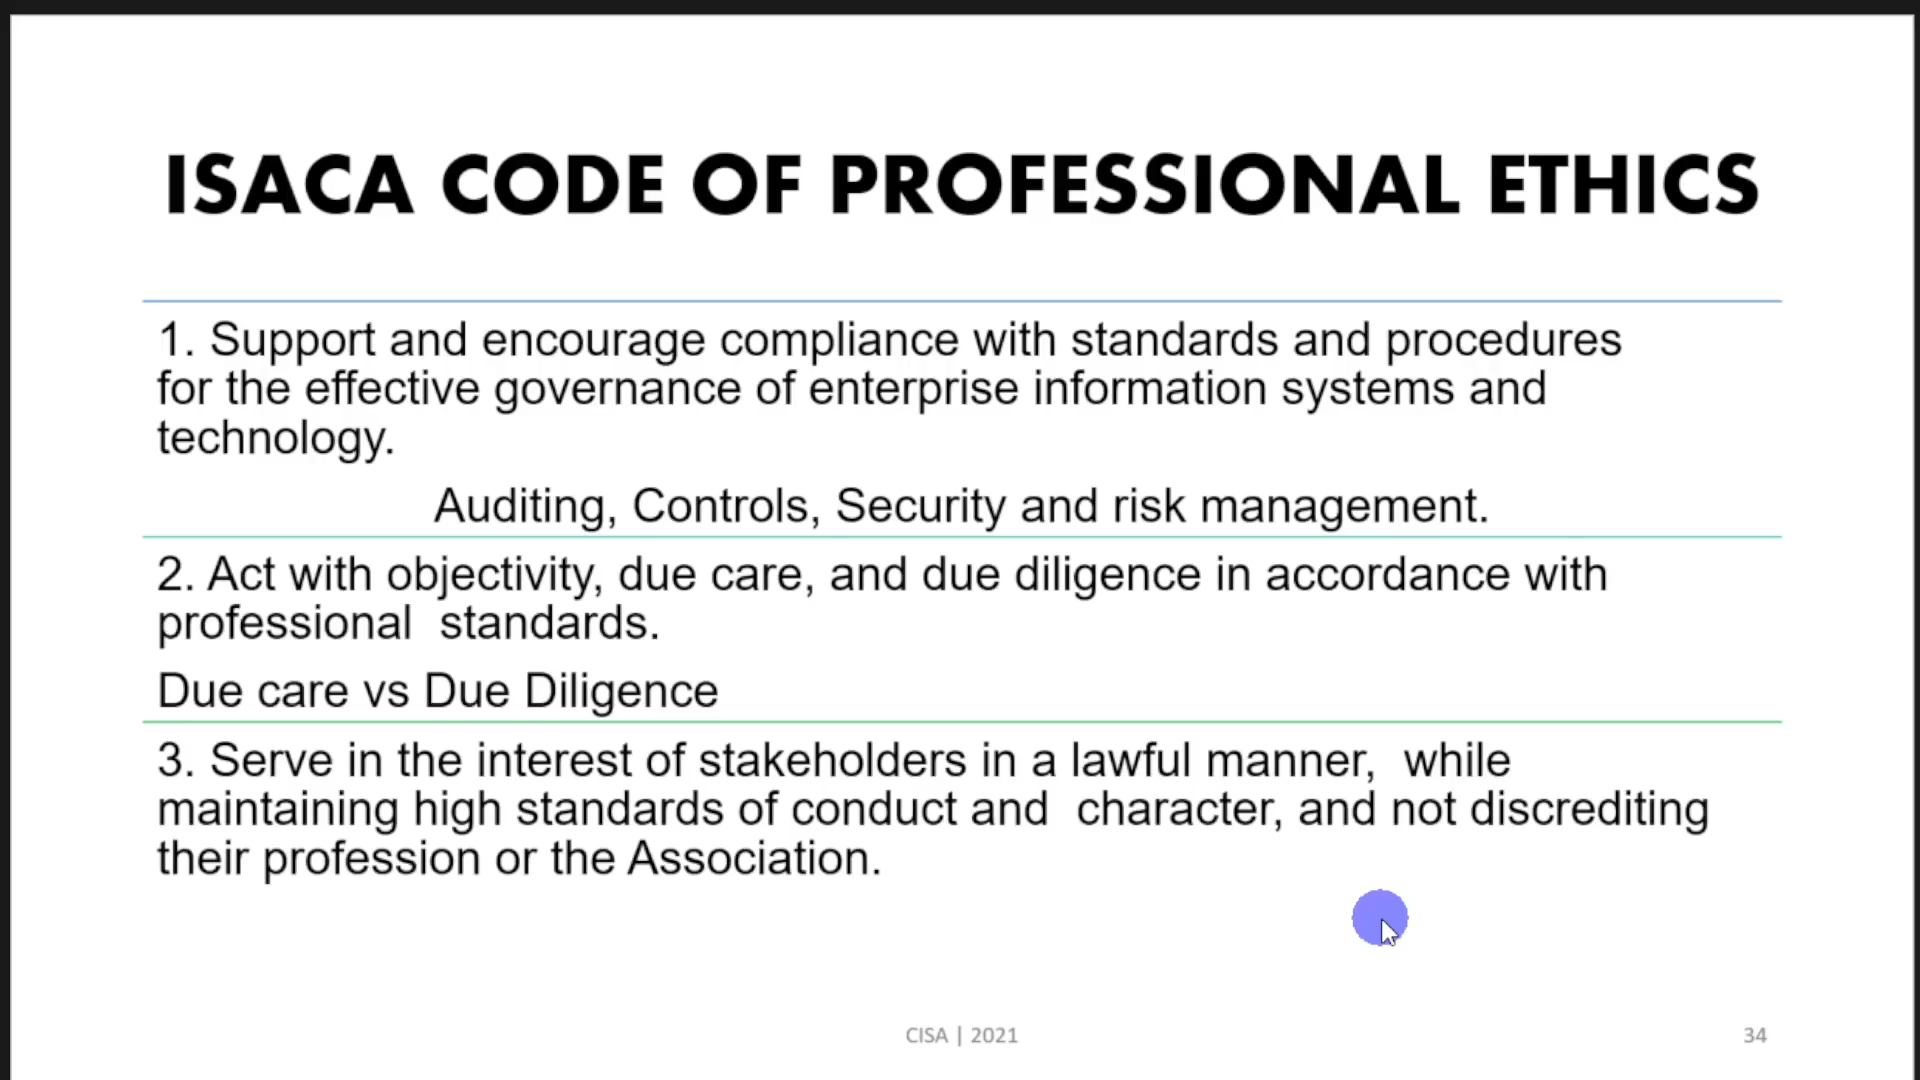 ISACA CODE OF PROFESSIONAL ETHICS
1. Support and encourage compliance with standards and procedures
for the effective governance of enterprise information systems and
technology.
Auditing, Controls, Security and risk management.
2. Act with objectivity, due care, and due diligence in accordance with
professional  standards.
Due care vs Due Diligence
3. Serve in the interest of stakeholders in a lawful manner,  while
maintaining high standards of conduct and  character, and not discrediting
their profession or the Association.
CISA | 2021
34